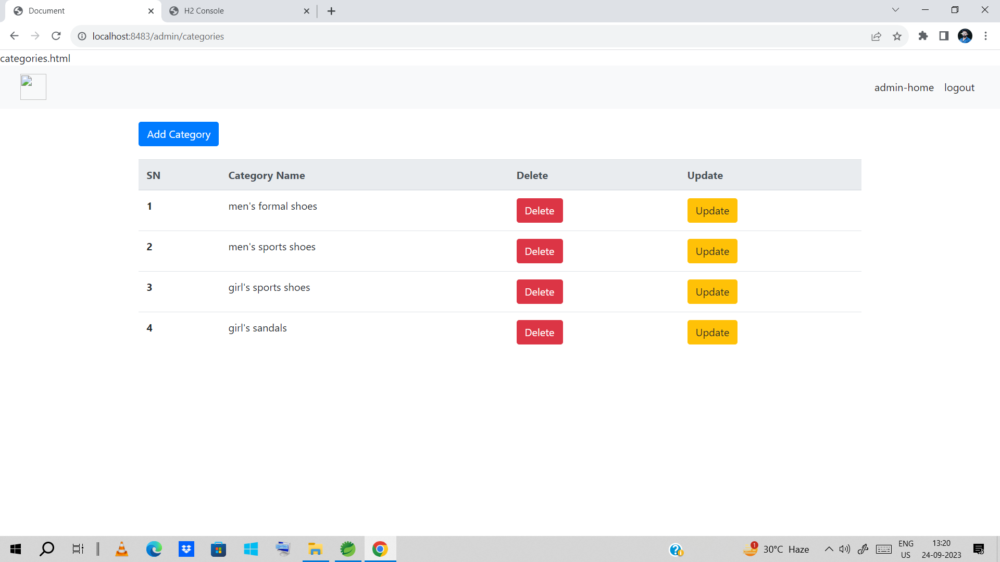 Document
H2 Console
localhost:8483/admin/categories
categories.html
admin-home logout
Add Category
SN Category Name Delete Update
1 men's formal shoes Delete Update
2 men's sports shoes Delete Update
3 girl's sports shoes Delete Update
4 girl's sandals Delete Update
1
30°C Haze
ENG
US
13:20
24-09-2023